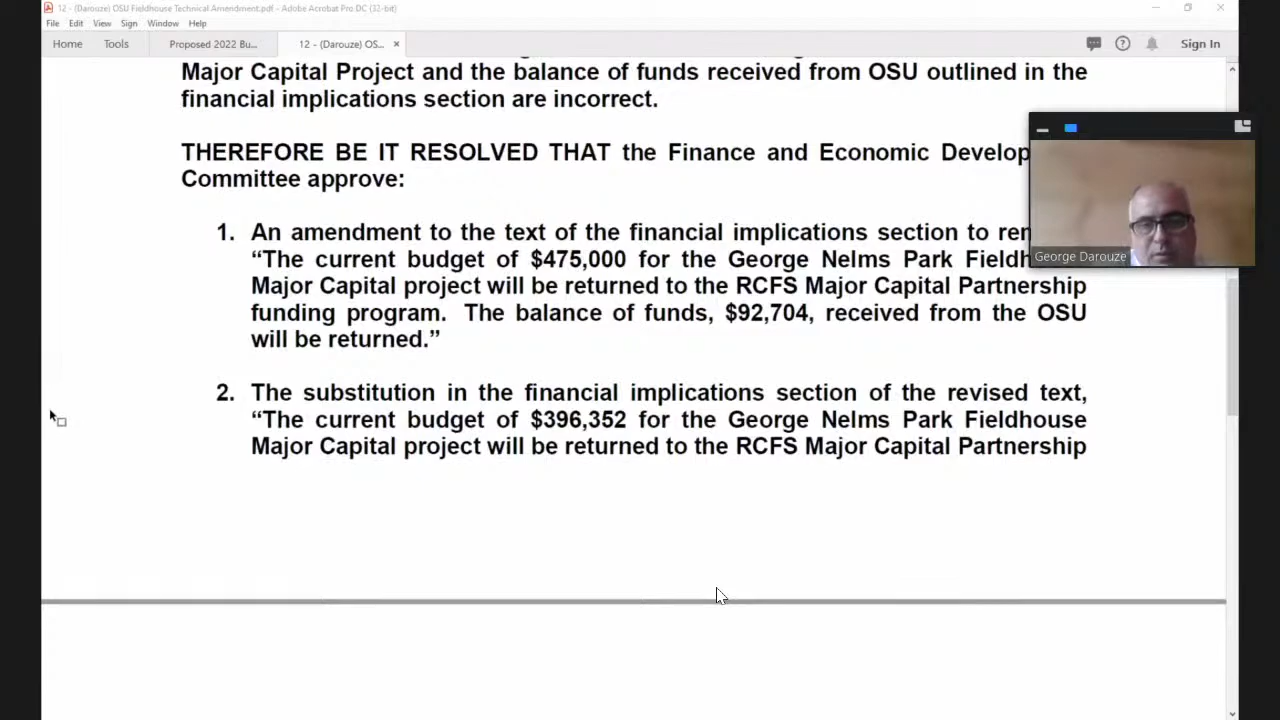 12 - (Darouze) OSU Fieldhouse Technical Amendment.pdf - Adobe Acrobat Pro DC (32-bit)
File Edit View Sign Window Help
Home Tools Proposed 2022 Bu... 12 - (Darouze) OS... × Sign In
Major Capital Project and the balance of funds received from OSU outlined in the
financial implications section are incorrect.
THEREFORE BE IT RESOLVED THAT the Finance and Economic Develop
Committee approve:
1. An amendment to the text of the financial implications section to rem
“The current budget of $475,000 for the George Nelms Park Fieldh
Major Capital project will be returned to the RCFS Major Capital Partnership
funding program. The balance of funds, $92,704, received from the OSU
will be returned.”
2. The substitution in the financial implications section of the revised text,
“The current budget of $396,352 for the George Nelms Park Fieldhouse
Major Capital project will be returned to the RCFS Major Capital Partnership
George Darouze